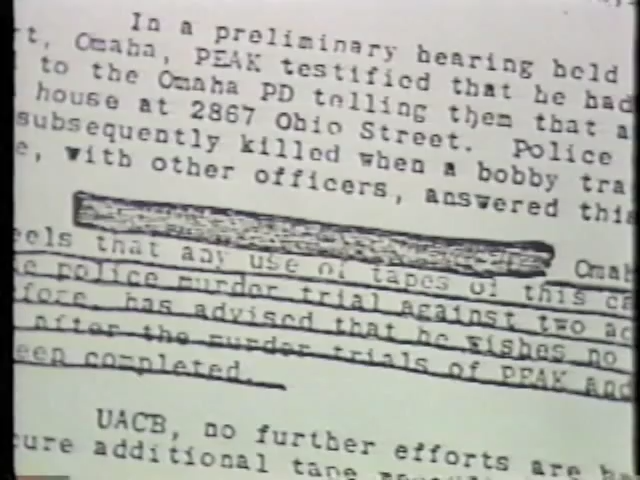 In a preliminary hearing held
t, Omaha, PEAK testified that he had
to the Omaha PD telling them that a
house at 2867 Ohio Street. Police
subsequently killed when a bobby tra
e, with other officers, answered this
Omah
eels that any use of tapes of this ca
e police murder trial against two ac
fore, has advised that he wishes no
after the murder trials of PEAK and
een completed.
UACB, no further efforts are
cure additional tape